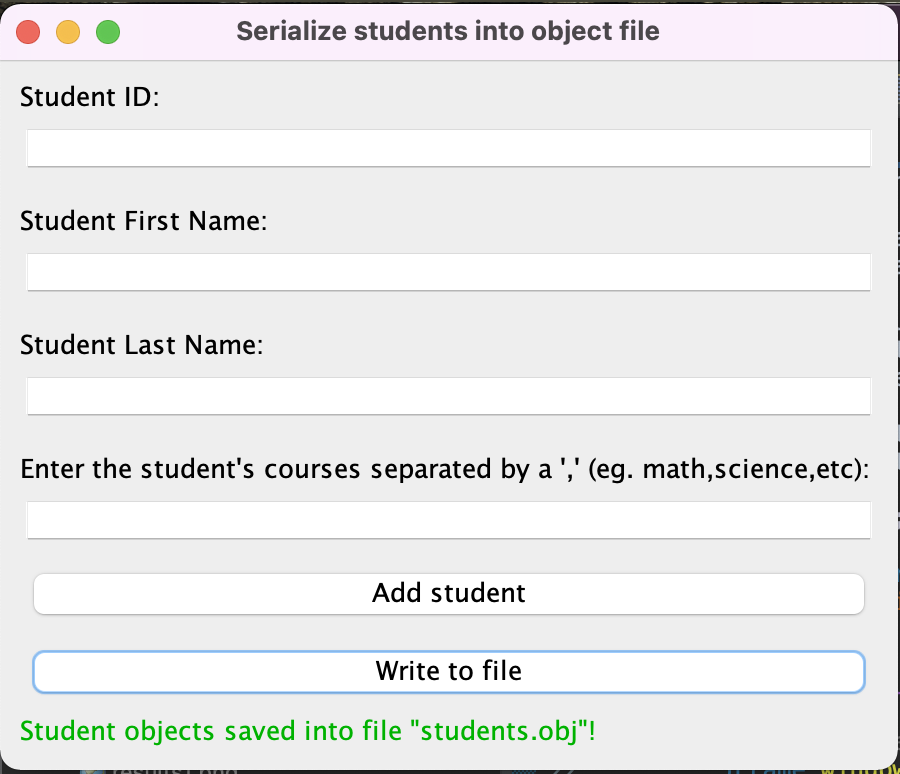 Serialize students into object file
Student ID:
Student First Name:
Student Last Name:
Enter the student's courses separated by a ',' (eg. math,science,etc):
Add student
Write to file
Student objects saved into file "students.obj"!